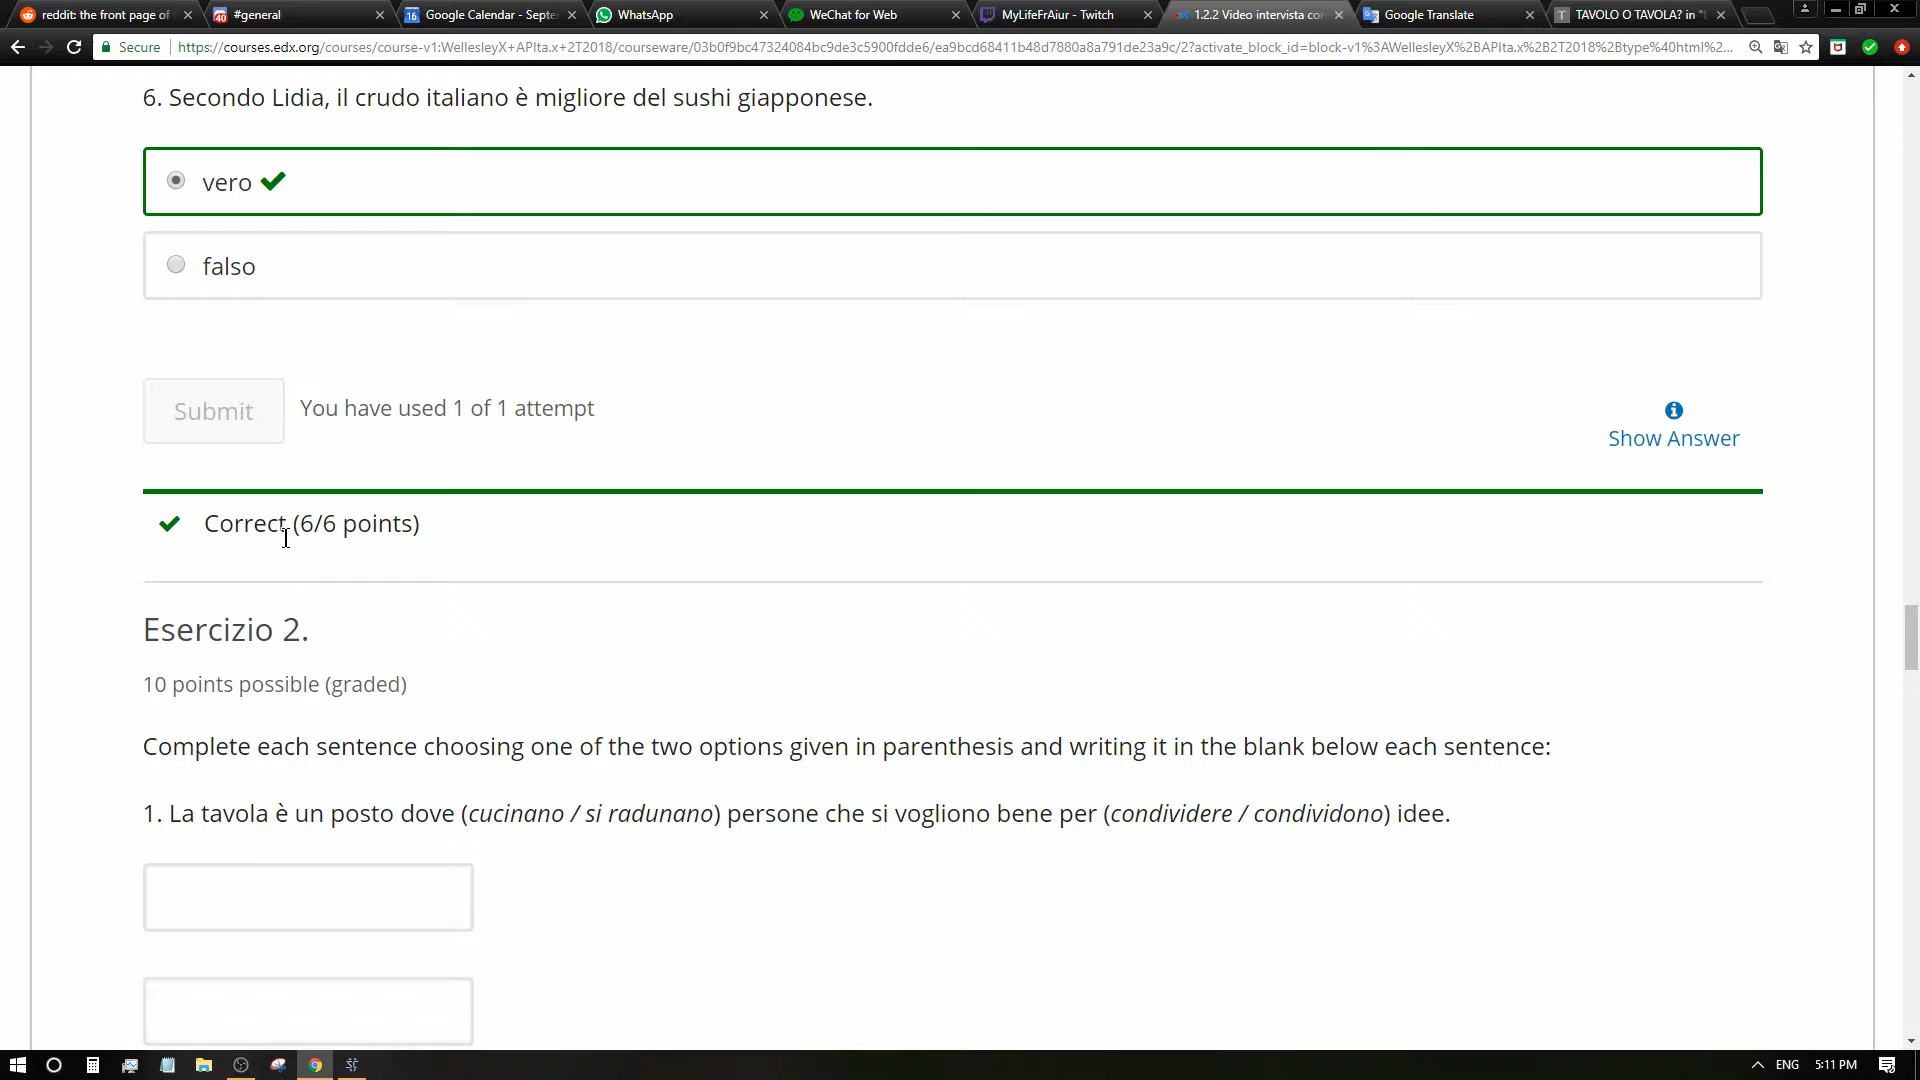 reddit: the front page of
#general
Google Calendar - Septe
WhatsApp
WeChat for Web
MyLifeFrAiur - Twitch
1.2.2 Video intervista con
Google Translate
TAVOLO O TAVOLA? in "L
Secure
https://courses.edx.org/courses/course-v1:WellesleyX+APIta.x+2T2018/courseware/03b0f9bc47324084bc9de3c5900fdde6/ea9bcd68411b48d7880a8a791de23a9c/2?activate_block_id=block-v1%3AWellesleyX%2BAPIta.x%2B2T2018%2Btype%40html%2...
6. Secondo Lidia, il crudo italiano è migliore del sushi giapponese.
vero
falso
Submit
You have used 1 of 1 attempt
Show Answer
Correct (6/6 points)
Esercizio 2.
10 points possible (graded)
Complete each sentence choosing one of the two options given in parenthesis and writing it in the blank below each sentence:
1. La tavola è un posto dove (cucinano / si radunano) persone che si vogliono bene per (condividere / condividono) idee.
ENG
5:11 PM